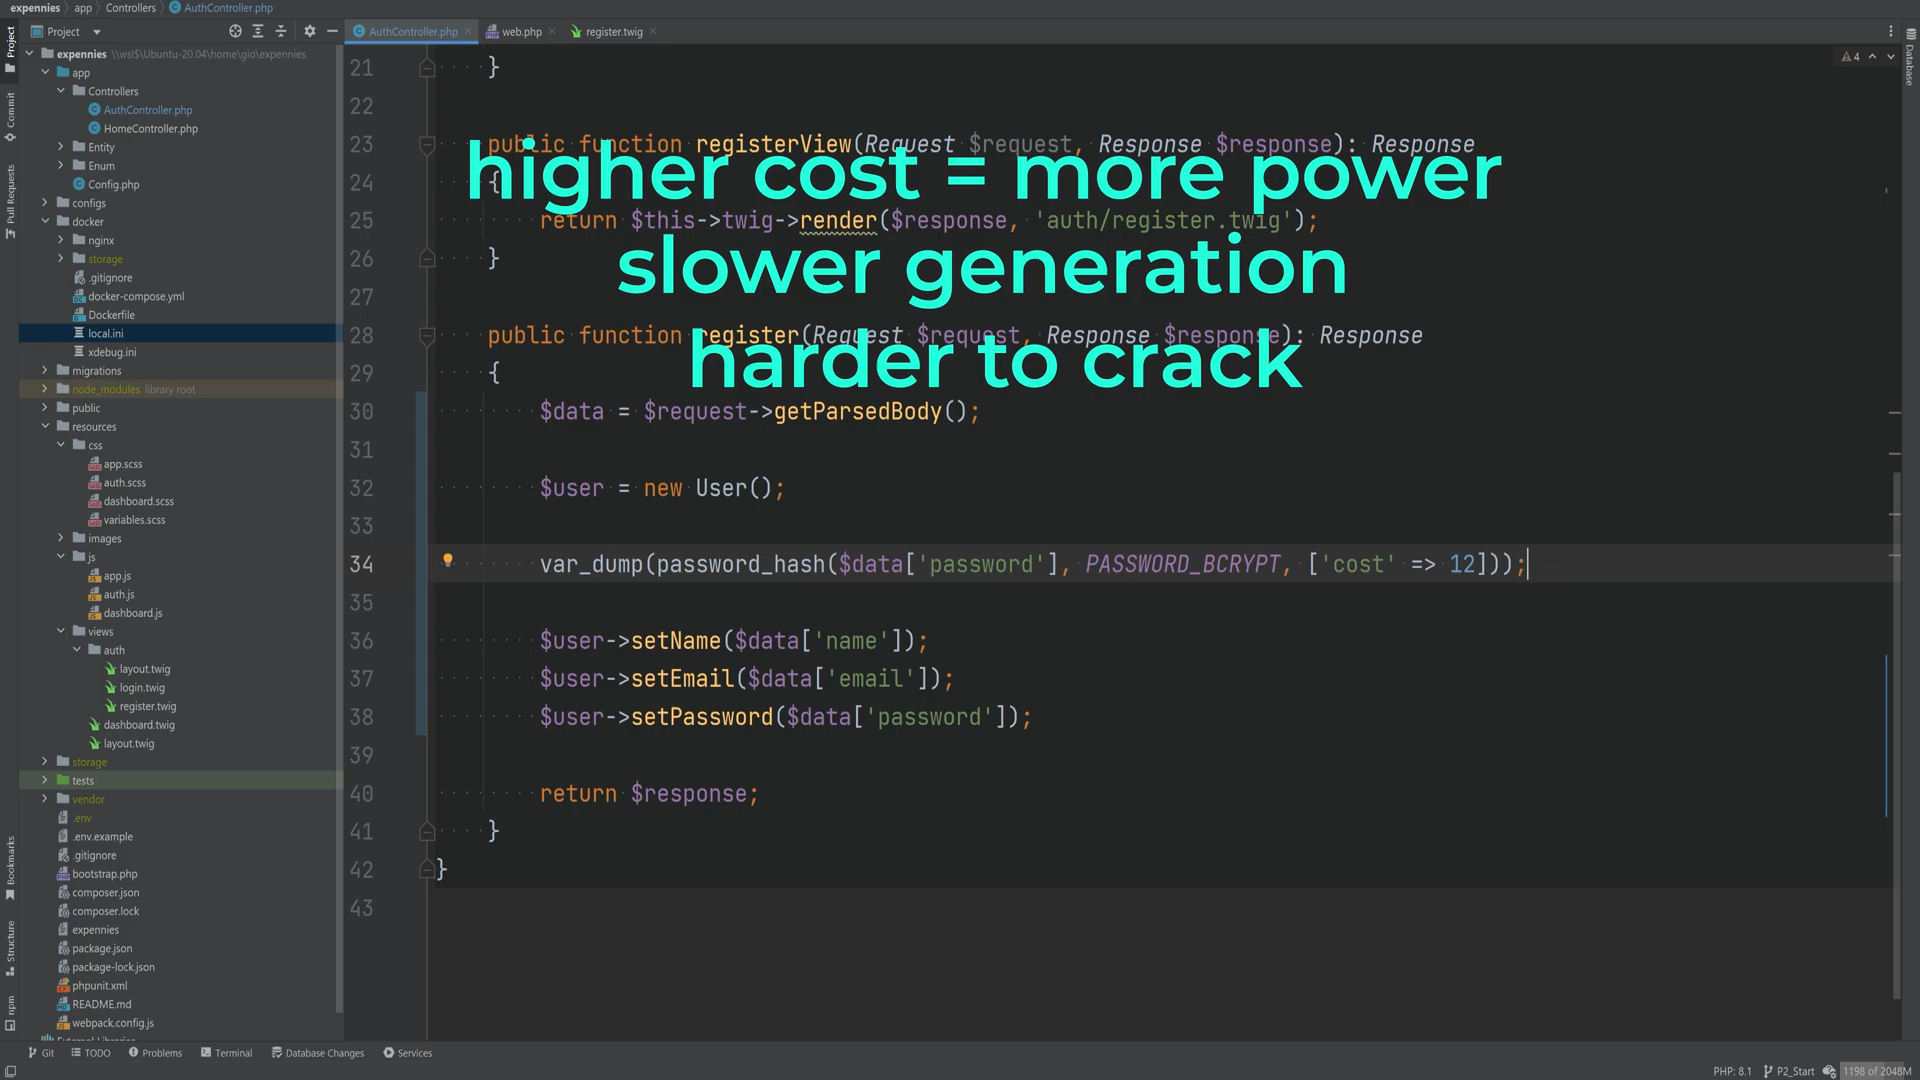 expennies app Controllers AuthController.php
Project
AuthController.php
web.php
register.twig
Project
Commit
Pull Requests
Bookmarks
Structure
npm
Database
4
expennies \\wsl$\Ubuntu-20.04\home\gio\expennies
app
Controllers
AuthController.php
HomeController.php
Entity
Enum
Config.php
configs
docker
nginx
storage
.gitignore
docker-compose.yml
Dockerfile
local.ini
xdebug.ini
migrations
node_modules library root
public
resources
css
app.scss
auth.scss
dashboard.scss
variables.scss
images
js
app.js
auth.js
dashboard.js
views
auth
layout.twig
login.twig
register.twig
dashboard.twig
layout.twig
storage
tests
vendor
.env
.env.example
.gitignore
bootstrap.php
composer.json
composer.lock
expennies
package.json
package-lock.json
phpunit.xml
README.md
webpack.config.js
higher cost = more power
slower generation
harder to crack
21 }
22
23 public function registerView(Request $request, Response $response): Response
24 {
25 return $this->twig->render($response, 'auth/register.twig');
26 }
27
28 public function register(Request $request, Response $response): Response
29 {
30 $data = $request->getParsedBody();
31
32 $user = new User();
33
34 var_dump(password_hash($data['password'], PASSWORD_BCRYPT, ['cost' => 12]));
35
36 $user->setName($data['name']);
37 $user->setEmail($data['email']);
38 $user->setPassword($data['password']);
39
40 return $response;
41 }
42 }
43
Git TODO Problems Terminal Database Changes Services
PHP: 8.1 P2_Start 1198 of 2048M